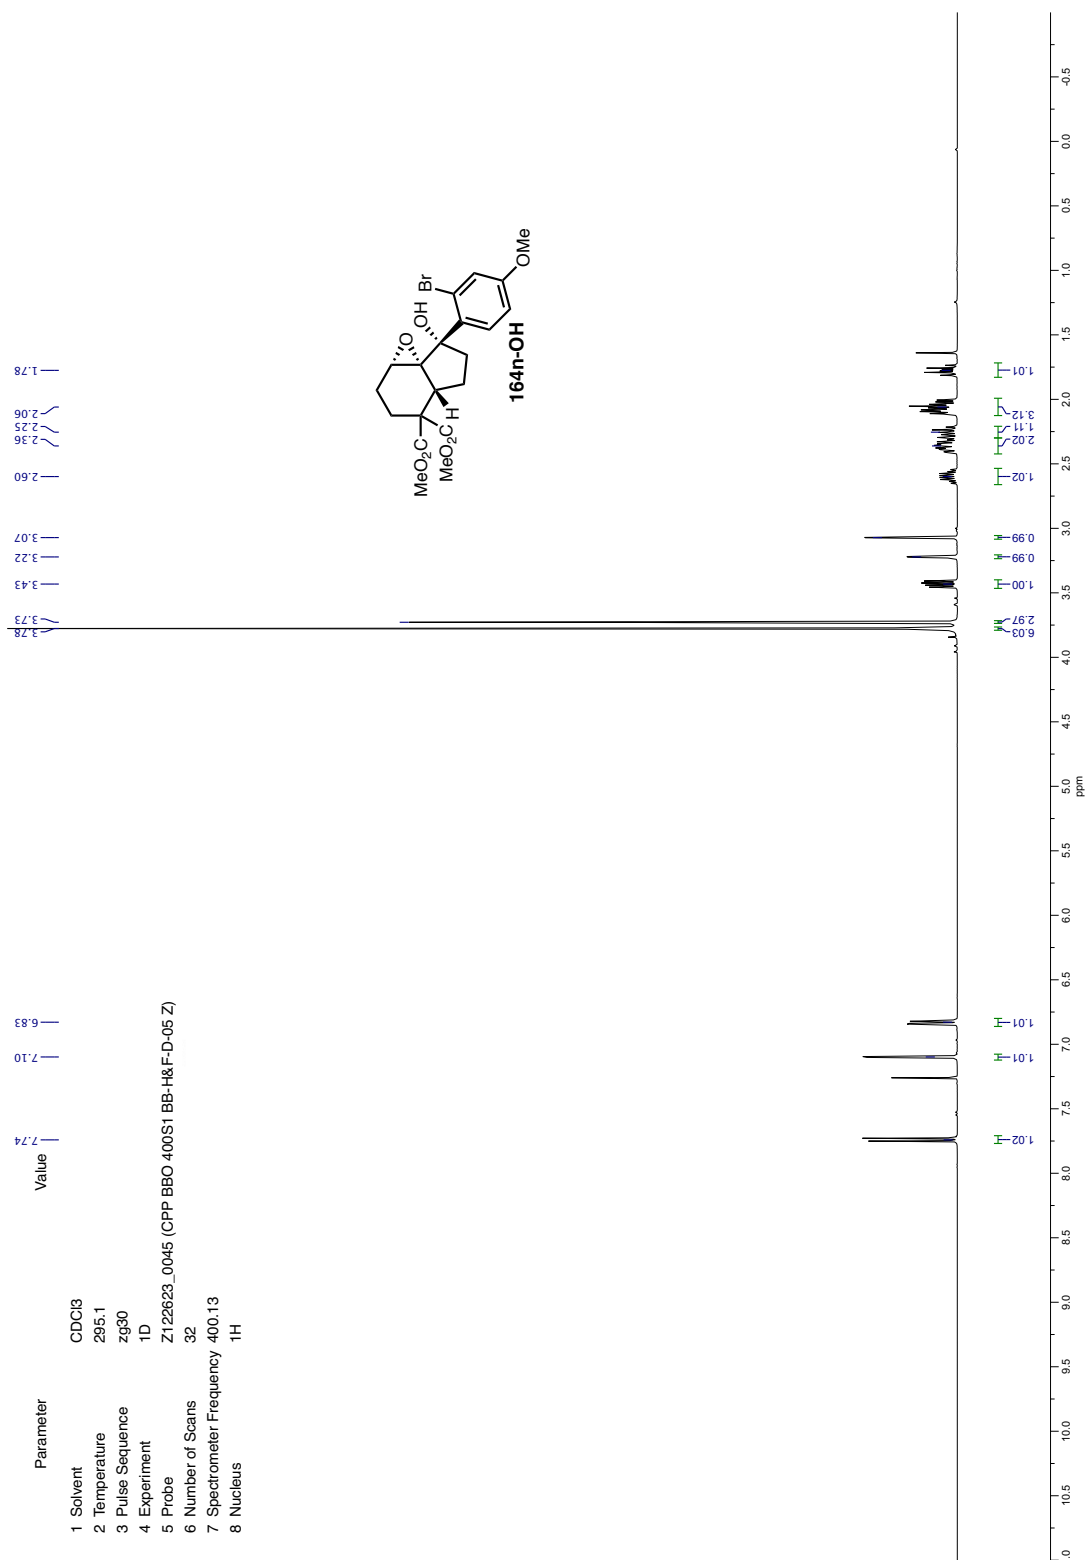 Parameter Value
1 Solvent CDCl3
2 Temperature 295.1
3 Pulse Sequence zg30
4 Experiment 1D
5 Probe Z122623_0045 (CPP BBO 400S1 BB-H&F-D-05 Z)
6 Number of Scans 32
7 Spectrometer Frequency 400.13
8 Nucleus 1H
7.74
7.10
6.83
3.78
3.73
3.43
3.22
3.07
2.60
2.36
2.25
2.06
1.78
O
OH
Br
MeO2C
MeO2C
H
OMe
164n-OH
1.02
1.01
1.01
6.03
2.97
1.00
0.99
0.99
1.02
2.02
1.11
3.12
1.01
10.5 10.0 9.5 9.0 8.5 8.0 7.5 7.0 6.5 6.0 5.5 5.0 4.5 4.0 3.5 3.0 2.5 2.0 1.5 1.0 0.5 0.0 -0.5
ppm